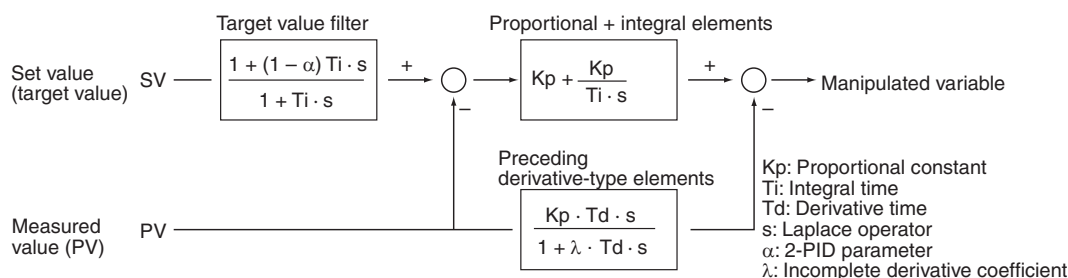 Target value filter
Proportional + integral elements
Set value
(target value)
SV
1 + (1 − α) Ti · s
1 + Ti · s
+
−
Kp +
Kp
Ti · s
+
−
Manipulated variable
Preceding
derivative-type elements
Measured
value (PV)
PV
Kp · Td · s
1 + λ · Td · s
Kp: Proportional constant
Ti: Integral time
Td: Derivative time
s: Laplace operator
α: 2-PID parameter
λ: Incomplete derivative coefficient